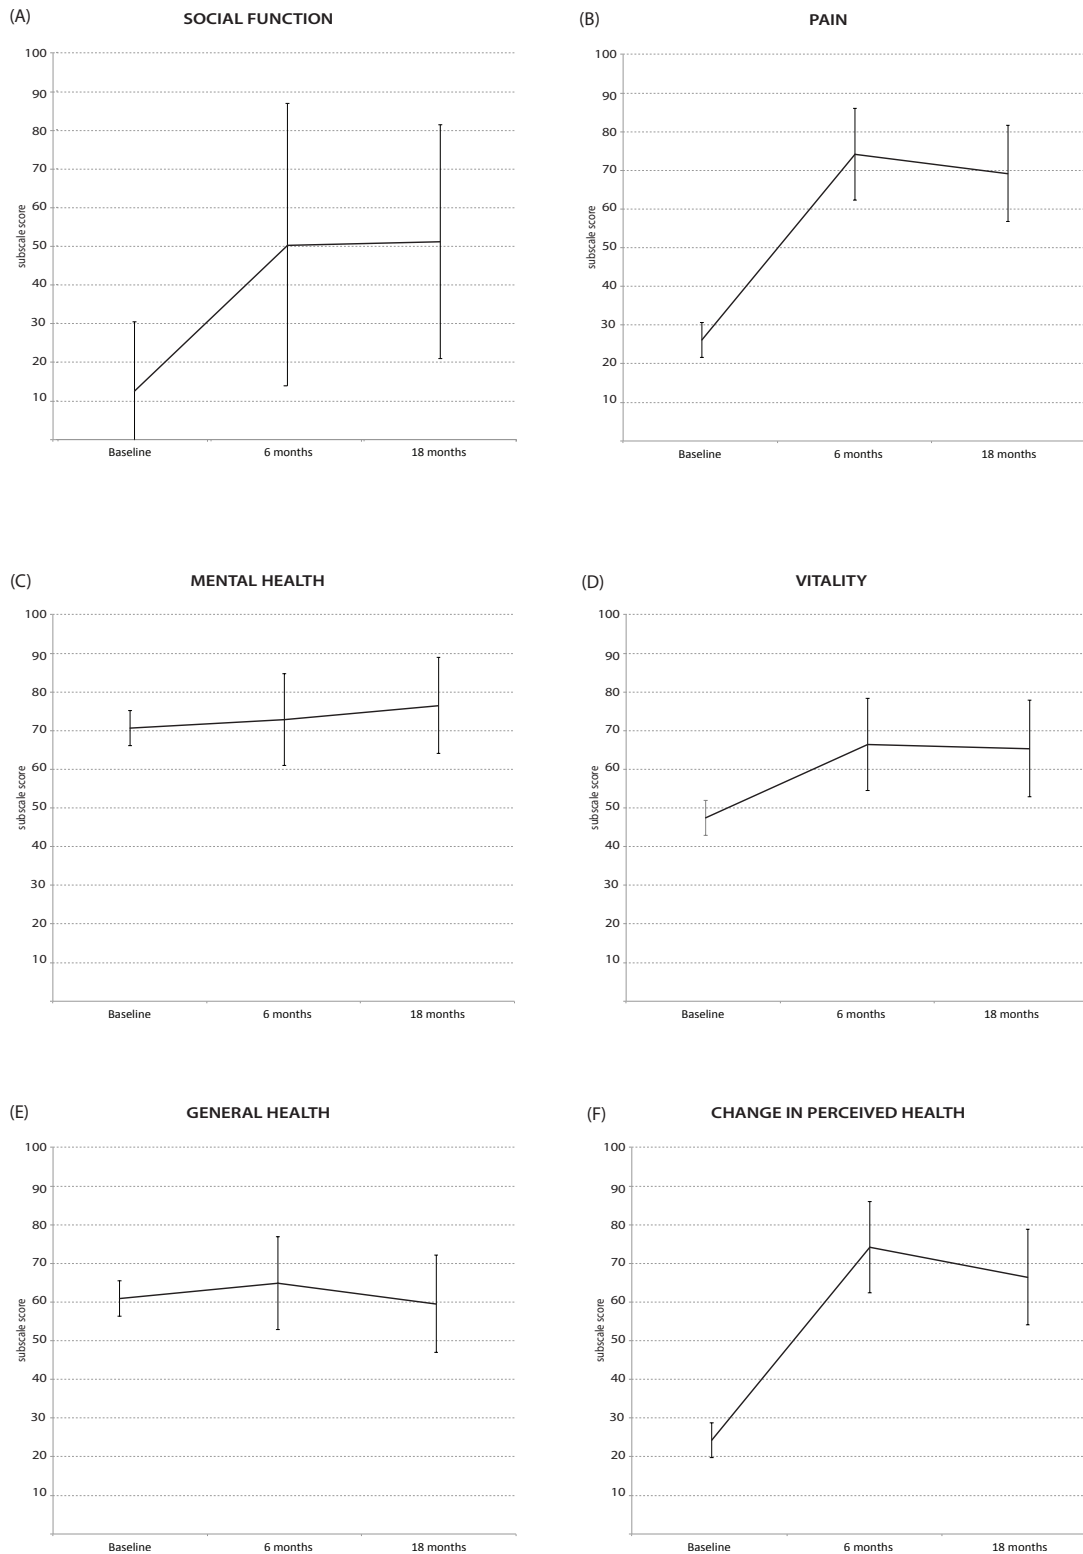 (A)
SOCIAL FUNCTION
100
90
80
70
60
50
40
30
20
10
subscale score
Baseline 6 months 18 months
(B)
PAIN
100
90
80
70
60
50
40
30
20
10
subscale score
Baseline 6 months 18 months
(C)
MENTAL HEALTH
100
90
80
70
60
50
40
30
20
10
subscale score
Baseline 6 months 18 months
(D)
VITALITY
100
90
80
70
60
50
40
30
20
10
subscale score
Baseline 6 months 18 months
(E)
GENERAL HEALTH
100
90
80
70
60
50
40
30
20
10
subscale score
Baseline 6 months 18 months
(F)
CHANGE IN PERCEIVED HEALTH
100
90
80
70
60
50
40
30
20
10
subscale score
Baseline 6 months 18 months